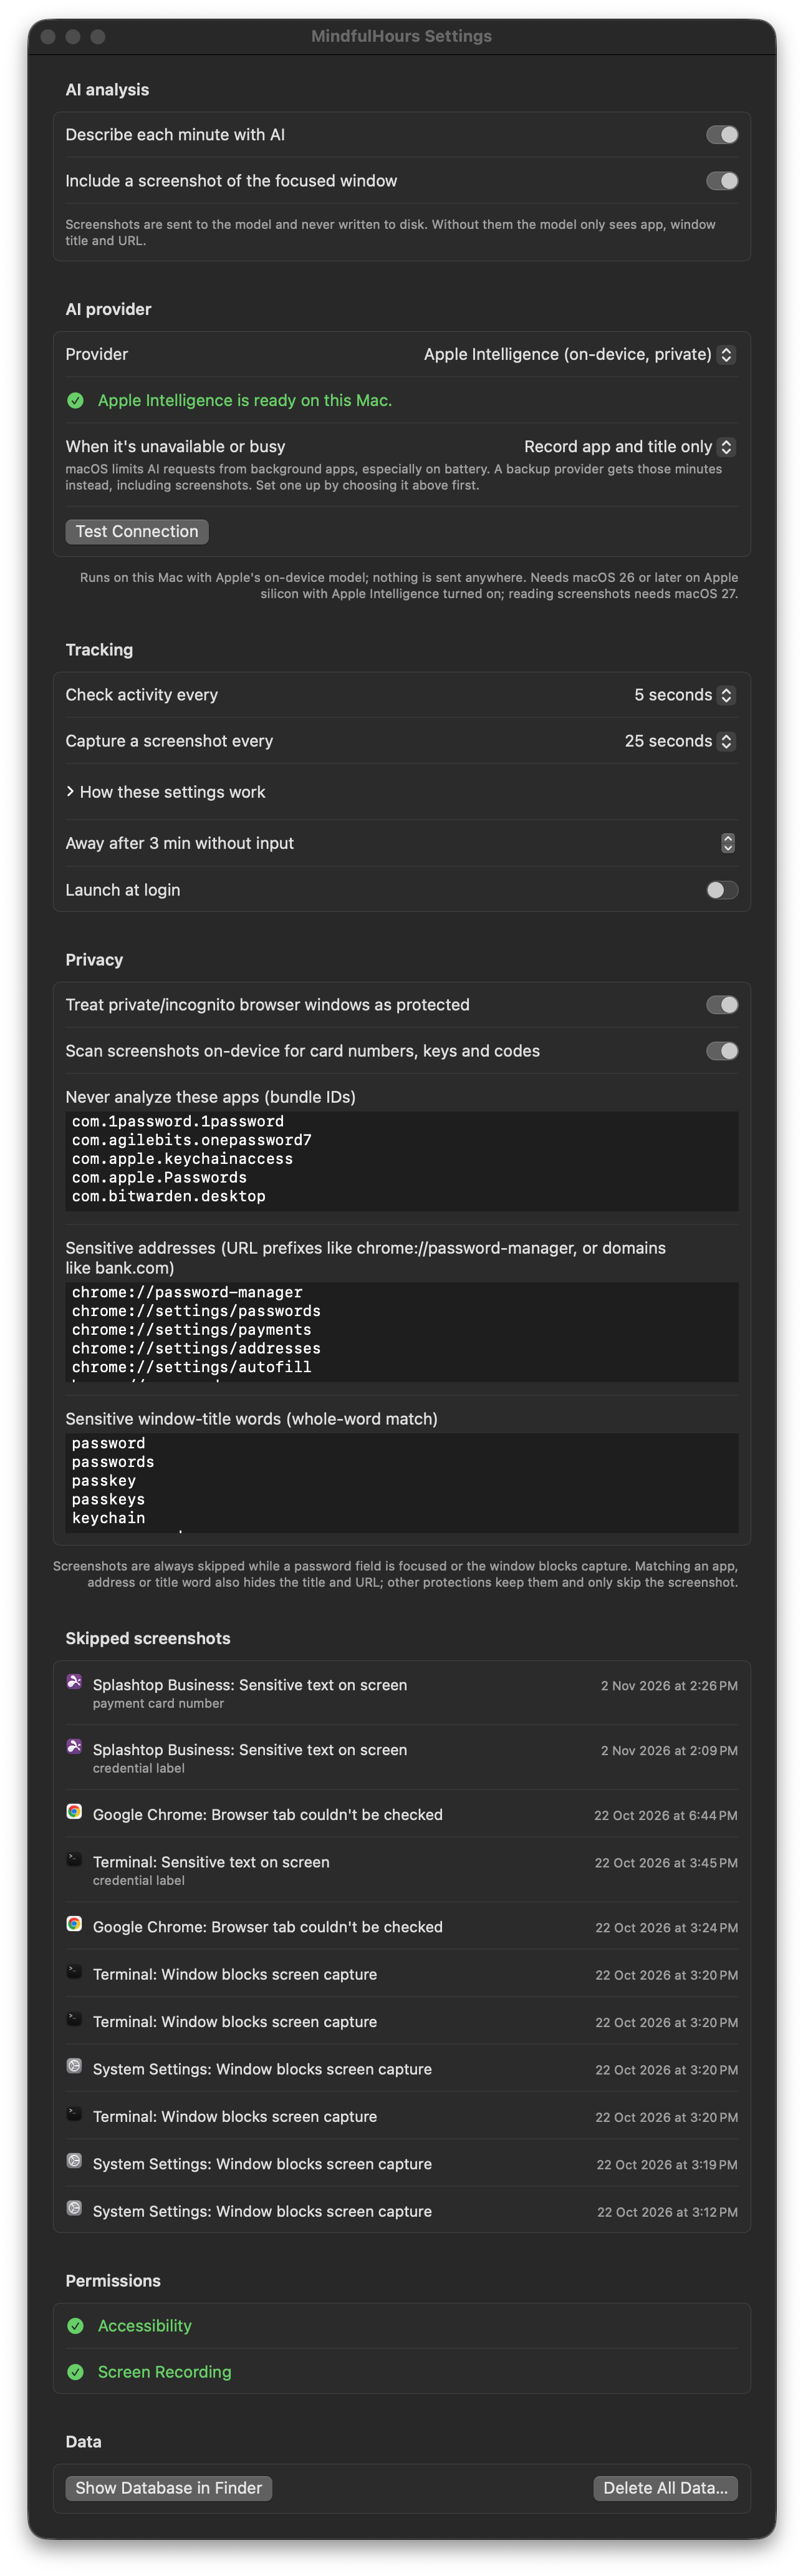 MindfulHours Settings
AI analysis
Describe each minute with AI
Include a screenshot of the focused window
Screenshots are sent to the model and never written to disk. Without them the model only sees app, window
title and URL.
AI provider
Provider
Apple Intelligence (on-device, private)
Apple Intelligence is ready on this Mac.
When it's unavailable or busy
Record app and title only
macOS limits AI requests from background apps, especially on battery. A backup provider gets those minutes
instead, including screenshots. Set one up by choosing it above first.
Test Connection
Runs on this Mac with Apple's on-device model; nothing is sent anywhere. Needs macOS 26 or later on Apple
silicon with Apple Intelligence turned on; reading screenshots needs macOS 27.
Tracking
Check activity every
5 seconds
Capture a screenshot every
25 seconds
How these settings work
Away after 3 min without input
Launch at login
Privacy
Treat private/incognito browser windows as protected
Scan screenshots on-device for card numbers, keys and codes
Never analyze these apps (bundle IDs)
com.1password.1password
com.agilebits.onepassword7
com.apple.keychainaccess
com.apple.Passwords
com.bitwarden.desktop
Sensitive addresses (URL prefixes like chrome://password-manager, or domains
like bank.com)
chrome://password-manager
chrome://settings/passwords
chrome://settings/payments
chrome://settings/addresses
chrome://settings/autofill
Sensitive window-title words (whole-word match)
password
passwords
passkey
passkeys
keychain
Screenshots are always skipped while a password field is focused or the window blocks capture. Matching an app,
address or title word also hides the title and URL; other protections keep them and only skip the screenshot.
Skipped screenshots
Splashtop Business: Sensitive text on screen
2 Nov 2026 at 2:26 PM
payment card number
Splashtop Business: Sensitive text on screen
2 Nov 2026 at 2:09 PM
credential label
Google Chrome: Browser tab couldn't be checked
22 Oct 2026 at 6:44 PM
Terminal: Sensitive text on screen
22 Oct 2026 at 3:45 PM
credential label
Google Chrome: Browser tab couldn't be checked
22 Oct 2026 at 3:24 PM
Terminal: Window blocks screen capture
22 Oct 2026 at 3:20 PM
Terminal: Window blocks screen capture
22 Oct 2026 at 3:20 PM
System Settings: Window blocks screen capture
22 Oct 2026 at 3:20 PM
Terminal: Window blocks screen capture
22 Oct 2026 at 3:20 PM
System Settings: Window blocks screen capture
22 Oct 2026 at 3:19 PM
System Settings: Window blocks screen capture
22 Oct 2026 at 3:12 PM
Permissions
Accessibility
Screen Recording
Data
Show Database in Finder
Delete All Data...